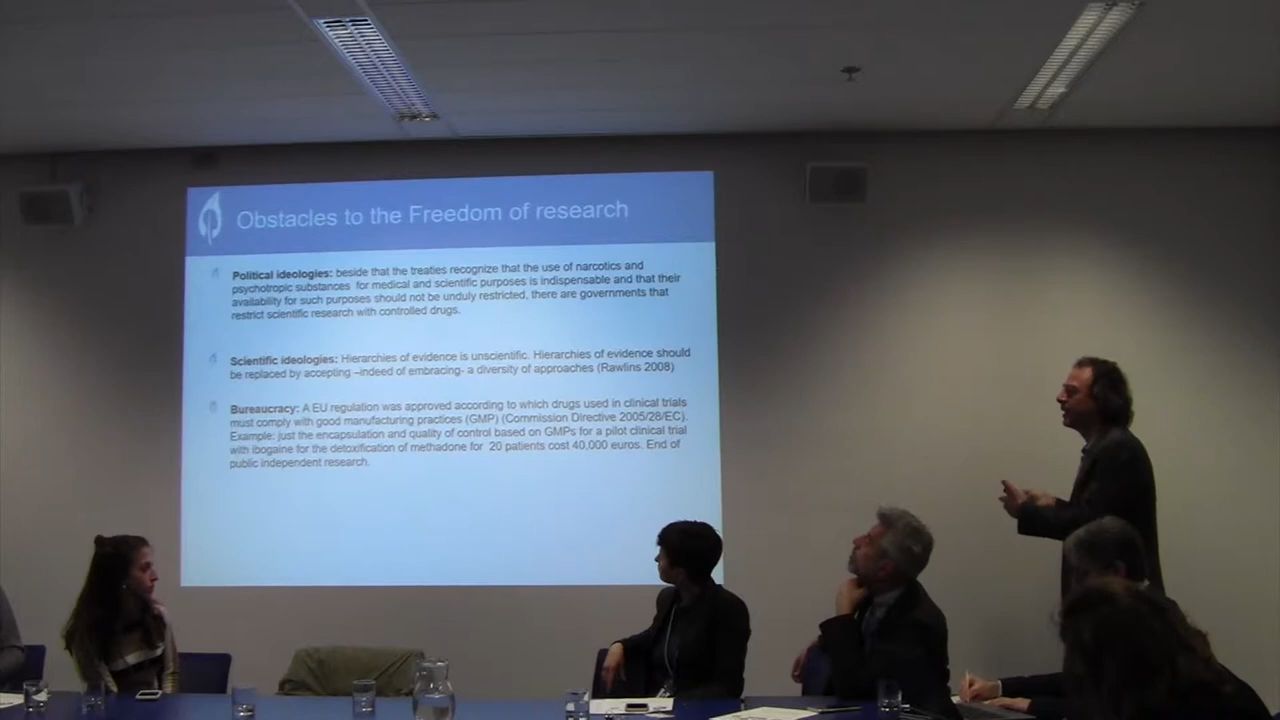 Obstacles to the Freedom of research
Political ideologies: beside that the treaties recognize that the use of narcotics and
psychotropic substances for medical and scientific purposes is indispensable and that their
availability for such purposes should not be unduly restricted, there are governments that
restrict scientific research with controlled drugs.
Scientific ideologies: Hierarchies of evidence is unscientific. Hierarchies of evidence should
be replaced by accepting –indeed of embracing- a diversity of approaches (Rawlins 2008)
Bureaucracy: A EU regulation was approved according to which drugs used in clinical trials
must comply with good manufacturing practices (GMP) (Commission Directive 2005/28/EC).
Example: just the encapsulation and quality of control based on GMPs for a pilot clinical trial
with ibogaine for the detoxification of methadone for 20 patients cost 40,000 euros. End of
public independent research.